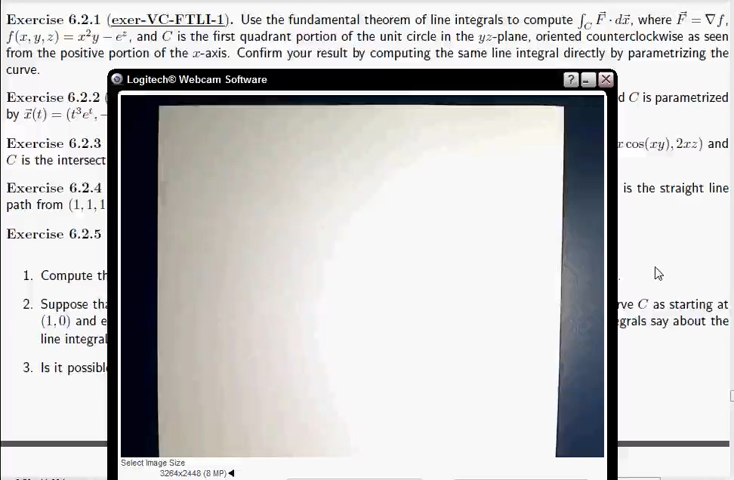 Exercise 6.2.1 (exer-VC-FTLI-1). Use the fundamental theorem of line integrals to compute ∫_C F⃗ · dx⃗, where F⃗ = ∇f,
f(x, y, z) = x²y − e^z, and C is the first quadrant portion of the unit circle in the yz-plane, oriented counterclockwise as seen
from the positive portion of the x-axis. Confirm your result by computing the same line integral directly by parametrizing the
curve.
Logitech® Webcam Software
Exercise 6.2.2 d C is parametrized
by x⃗(t) = (t³e^t, −
Exercise 6.2.3 x cos(xy), 2xz) and
C is the intersect
Exercise 6.2.4 is the straight line
path from (1, 1, 1
Exercise 6.2.5
1. Compute th
2. Suppose tha rve C as starting at
(1, 0) and e egrals say about the
line integral
3. Is it possibl
Select Image Size
3264x2448 (8 MP)